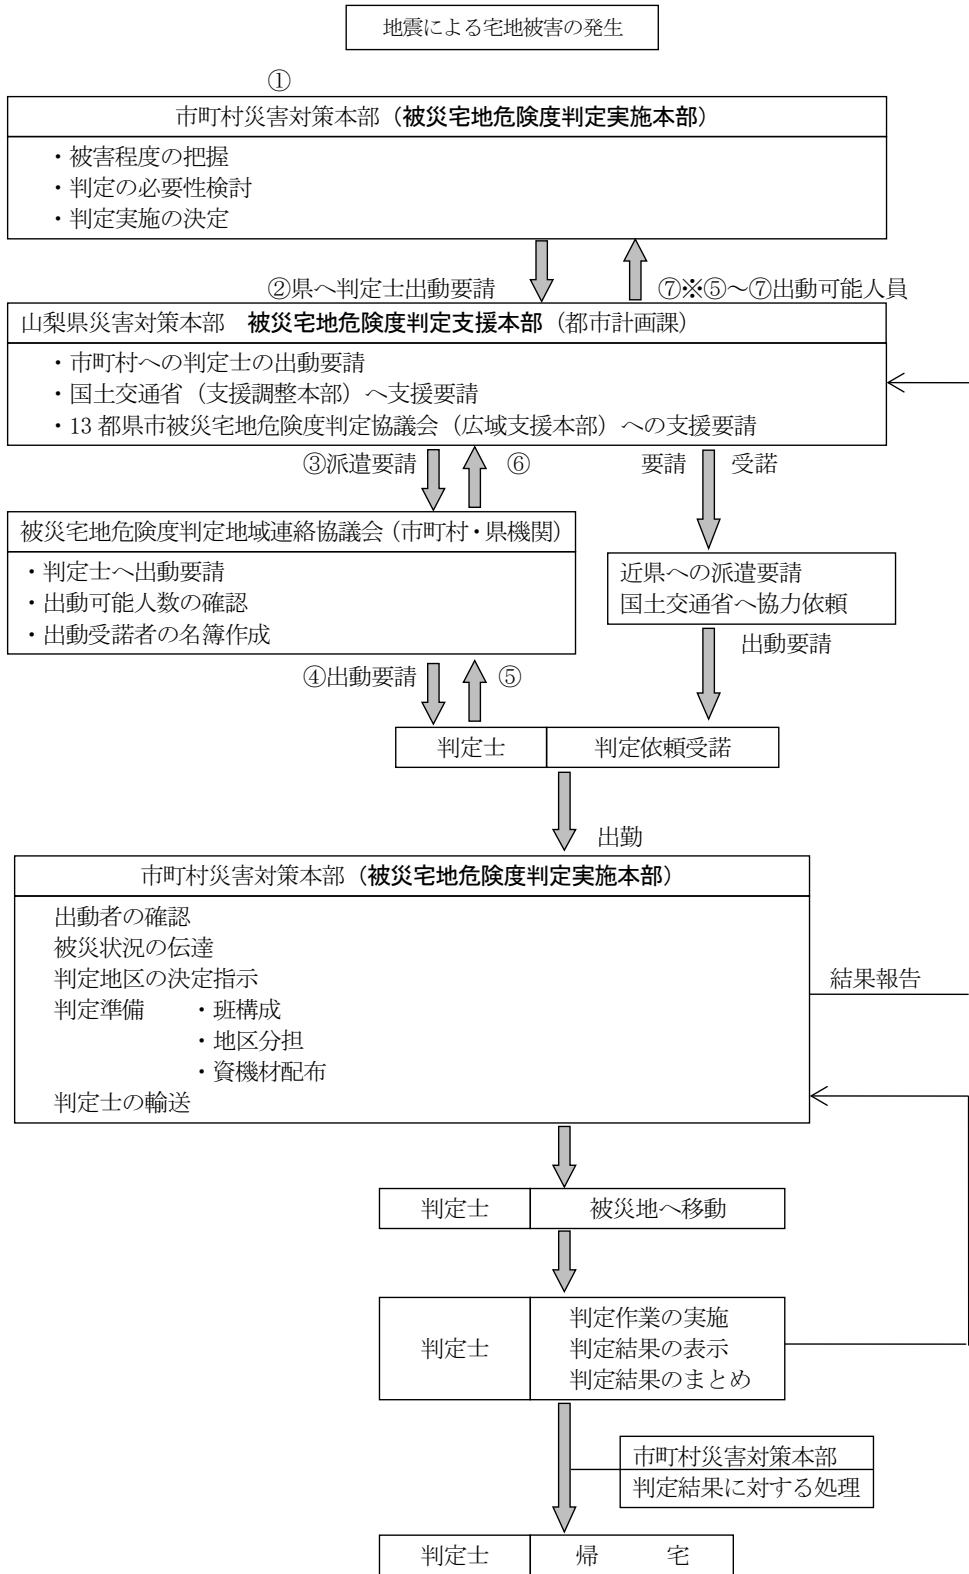 地震による宅地被害の発生
①
市町村災害対策本部（被災宅地危険度判定実施本部）
・被害程度の把握
・判定の必要性検討
・判定実施の決定
②県へ判定士出動要請
⑦※⑤～⑦出動可能人員
山梨県災害対策本部　被災宅地危険度判定支援本部（都市計画課）
・市町村への判定士の出動要請
・国土交通省（支援調整本部）へ支援要請
・13 都県市被災宅地危険度判定協議会（広域支援本部）への支援要請
③派遣要請
⑥
要請
受諾
被災宅地危険度判定地域連絡協議会（市町村・県機関）
・判定士へ出動要請
・出動可能人数の確認
・出動受諾者の名簿作成
近県への派遣要請
国土交通省へ協力依頼
④出動要請
⑤
出動要請
判定士　判定依頼受諾
出勤
市町村災害対策本部（被災宅地危険度判定実施本部）
出動者の確認
被災状況の伝達
判定地区の決定指示
判定準備　・班構成
・地区分担
・資機材配布
判定士の輸送
結果報告
判定士　被災地へ移動
判定士
判定作業の実施
判定結果の表示
判定結果のまとめ
市町村災害対策本部
判定結果に対する処理
判定士　帰　宅